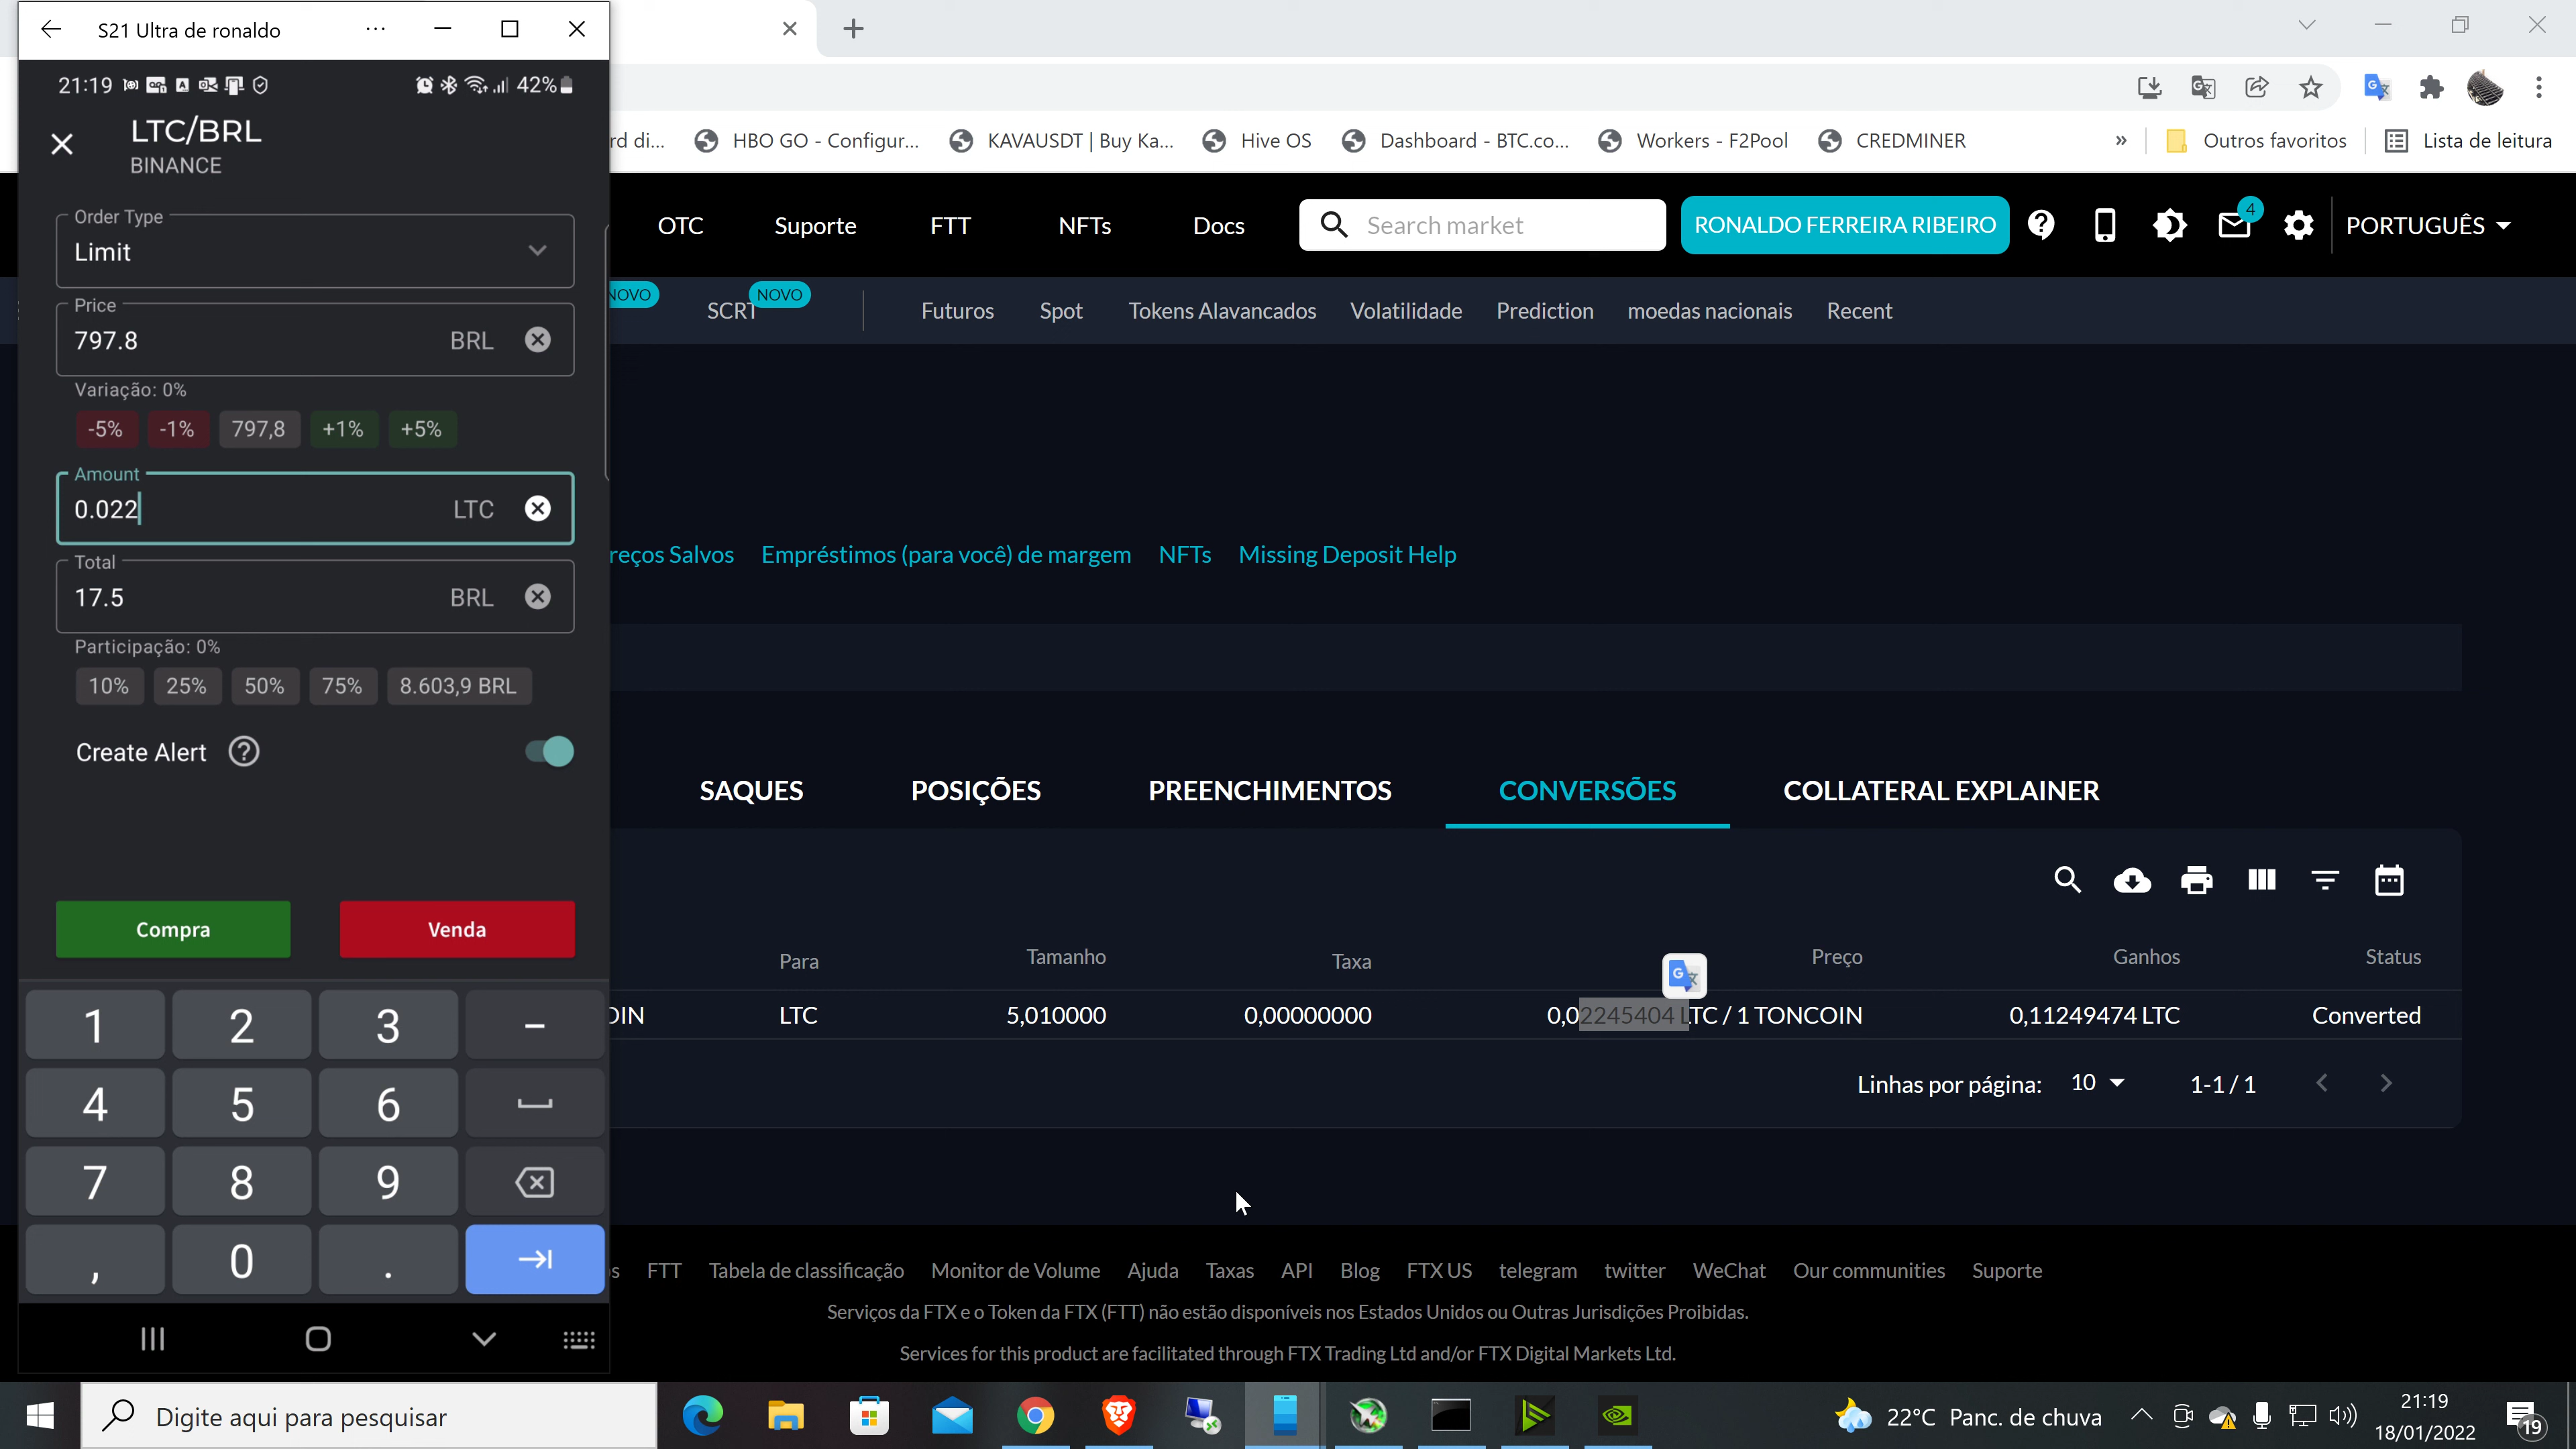 S21 Ultra de ronaldo
21:19
42%
LTC/BRL
BINANCE
Order Type
Limit
Price
797.8 BRL
Variação: 0%
-5% -1% 797,8 +1% +5%
Amount
0.022 LTC
Total
17.5 BRL
Participação: 0%
10% 25% 50% 75% 8.603,9 BRL
Create Alert
Compra Venda
1 2 3 -
4 5 6
7 8 9
, 0 .
rd di... HBO GO - Configur... KAVAUSDT | Buy Ka... Hive OS Dashboard - BTC.co... Workers - F2Pool CREDMINER » Outros favoritos Lista de leitura
OTC Suporte FTT NFTs Docs Search market RONALDO FERREIRA RIBEIRO 4 PORTUGUÊS
NOVO SCRT NOVO Futuros Spot Tokens Alavancados Volatilidade Prediction moedas nacionais Recent
reços Salvos Empréstimos (para você) de margem NFTs Missing Deposit Help
SAQUES POSIÇÕES PREENCHIMENTOS CONVERSÕES COLLATERAL EXPLAINER
Para Tamanho Taxa Preço Ganhos Status
OIN LTC 5,010000 0,00000000 0,02245404 LTC / 1 TONCOIN 0,11249474 LTC Converted
Linhas por página: 10 1-1 / 1
s FTT Tabela de classificação Monitor de Volume Ajuda Taxas API Blog FTX US telegram twitter WeChat Our communities Suporte
Serviços da FTX e o Token da FTX (FTT) não estão disponíveis nos Estados Unidos ou Outras Jurisdições Proibidas.
Services for this product are facilitated through FTX Trading Ltd and/or FTX Digital Markets Ltd.
Digite aqui para pesquisar
22°C Panc. de chuva
21:19
18/01/2022
19